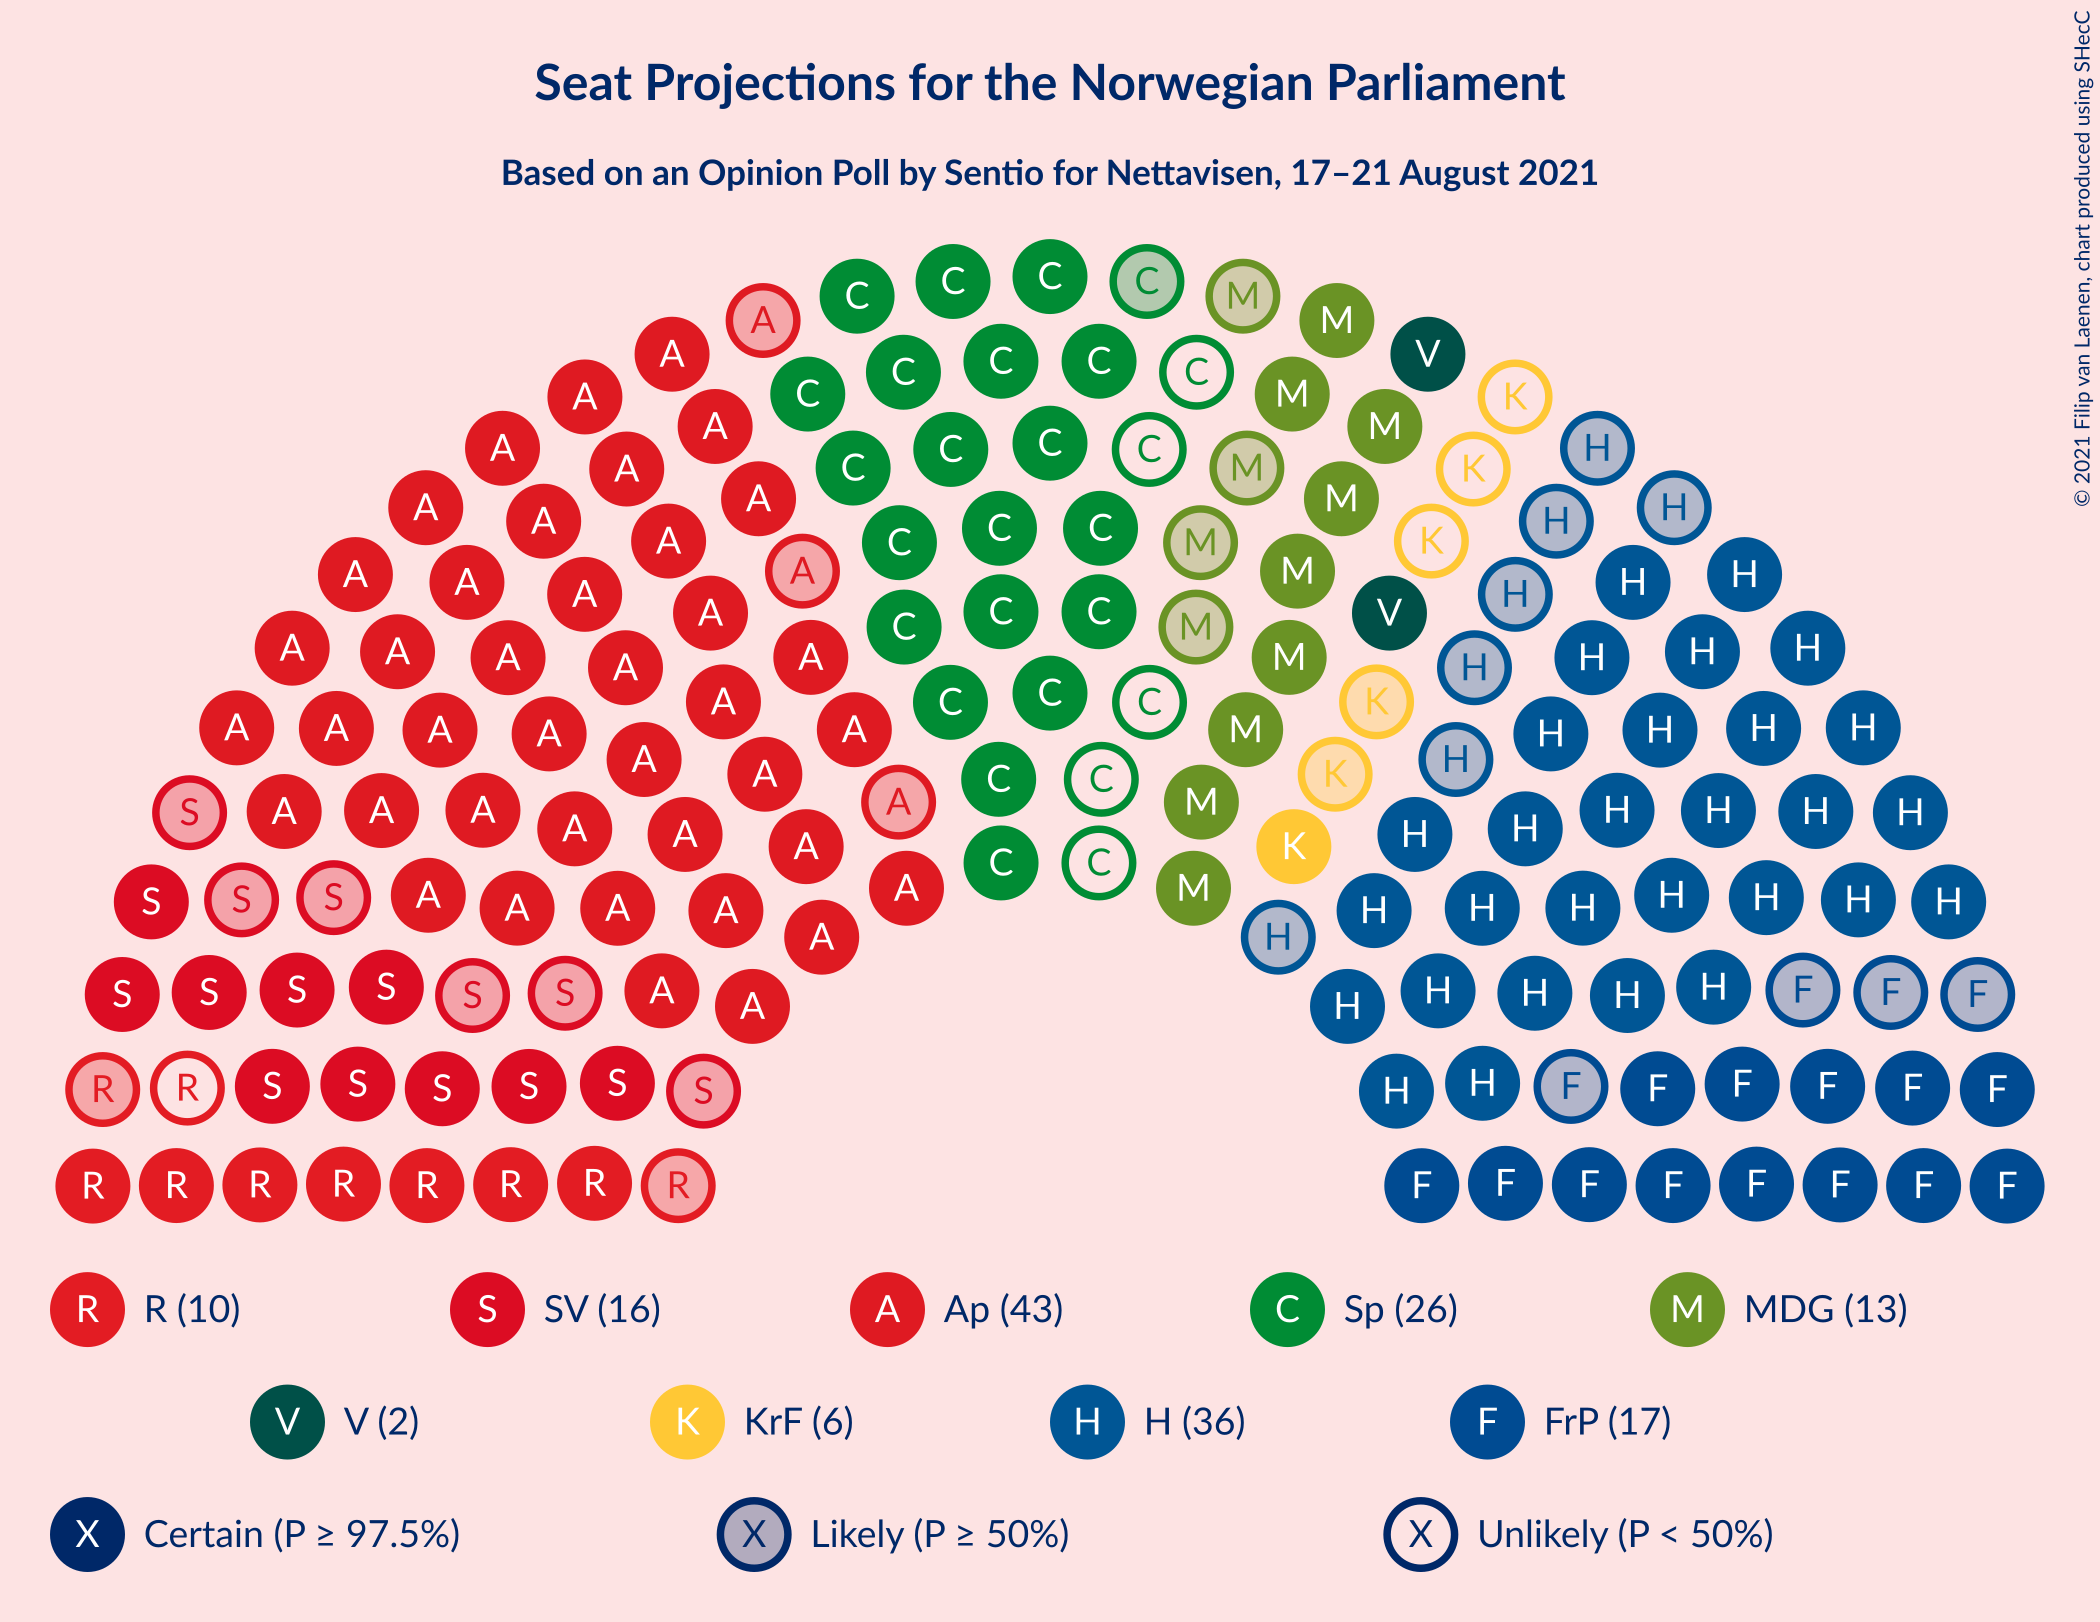 Seat Projections for the Norwegian Parliament
Based on an Opinion Poll by Sentio for Nettavisen, 17–21 August 2021
© 2021 Filip van Laenen, chart produced using SHecC
C C C C M
A A M V
A C C C C C M K
A A C C C C M M K H
A A A C C C M M K H H
A A A A A M V H H H
A A A A A C C C M M K H H H H
A A A A A A C C C M K H H H H H
S A A A A A A A C C M K H H H H H H
S S S A A A A A A C C M H H H H H H H H
S S S S S S A A H H H H H F F F
R R S S S S S S H H F F F F F F
R R R R R R R R F F F F F F F F
R R (10) S SV (16) A Ap (43) C Sp (26) M MDG (13)
V V (2) K KrF (6) H H (36) F FrP (17)
X Certain (P ≥ 97.5%) X Likely (P ≥ 50%) X Unlikely (P < 50%)